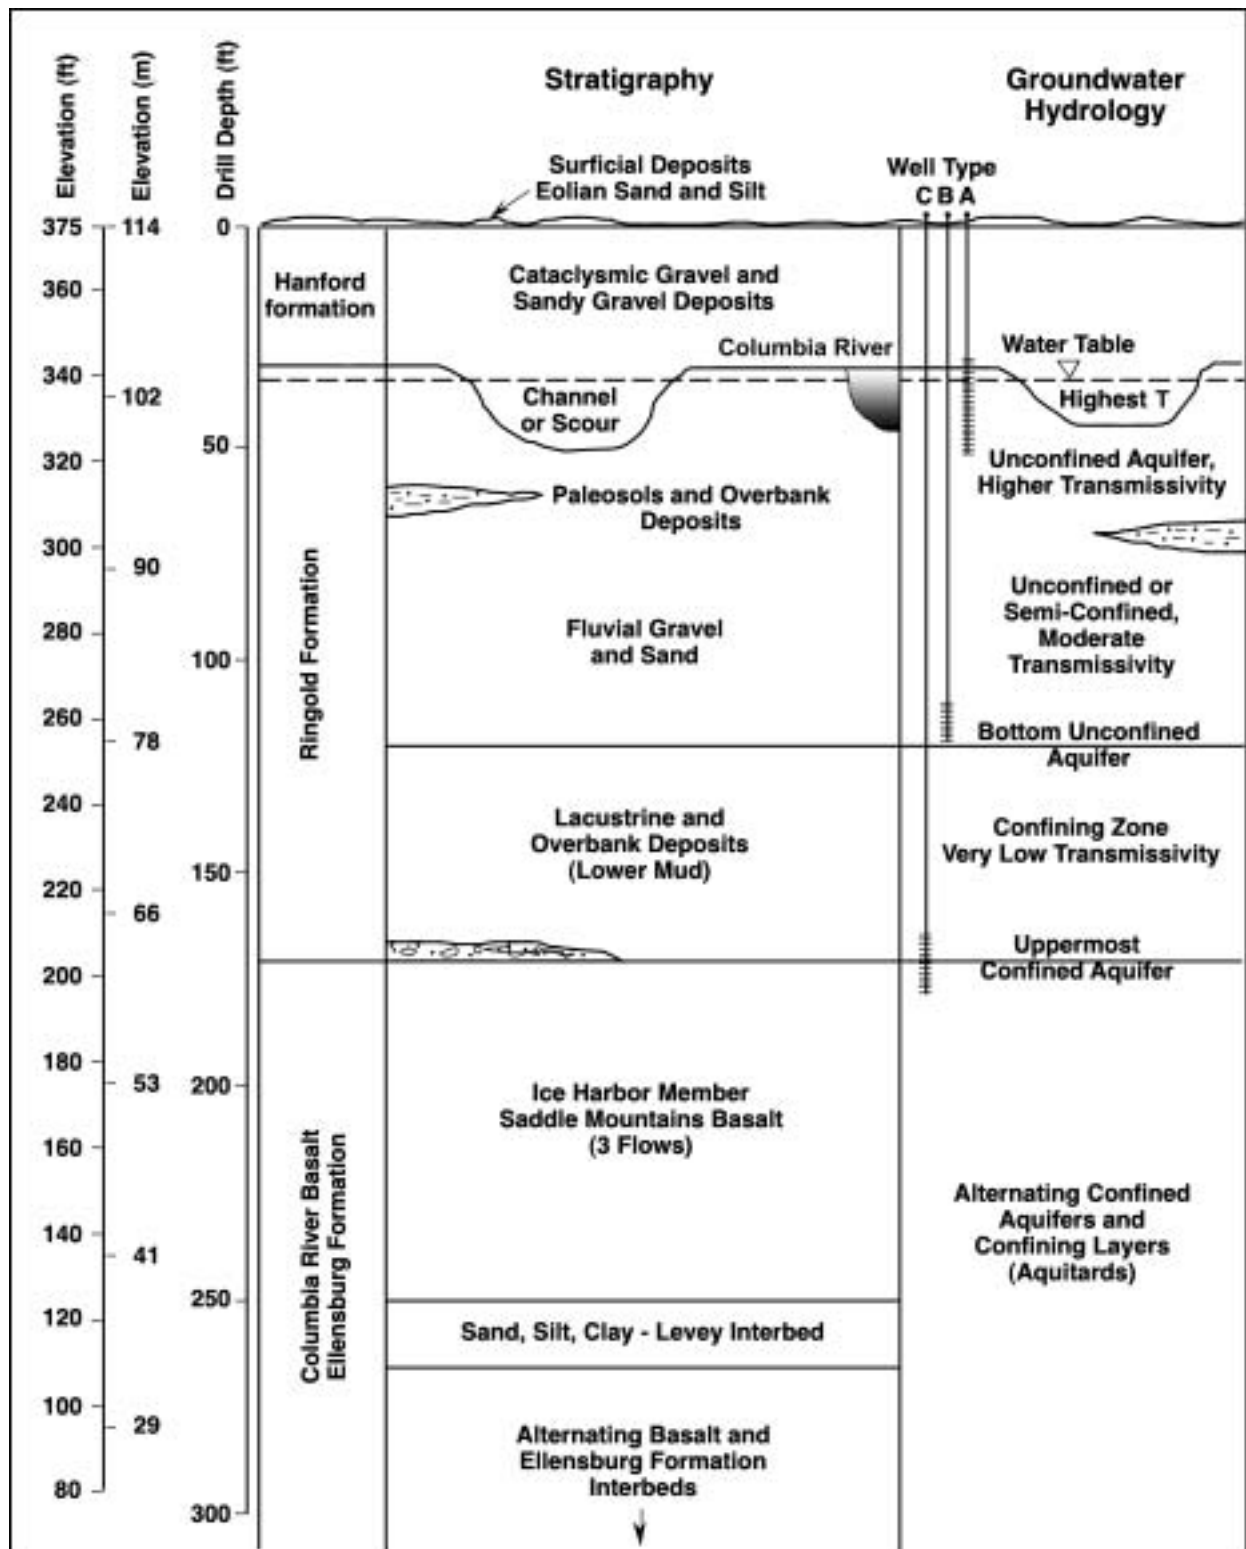 Elevation (ft)
Elevation (m)
Drill Depth (ft)
Stratigraphy
Groundwater
Hydrology
Surficial Deposits
Eolian Sand and Silt
Well Type
C B A
375
114
0
Hanford
formation
Cataclysmic Gravel and
Sandy Gravel Deposits
360
Columbia River
Water Table
340
102
Channel
or Scour
Highest T
50
320
Unconfined Aquifer,
Higher Transmissivity
Paleosols and Overbank
Deposits
300
90
Ringold Formation
Unconfined or
Semi-Confined,
Moderate
Transmissivity
280
Fluvial Gravel
and Sand
100
260
78
Bottom Unconfined
Aquifer
240
Lacustrine and
Overbank Deposits
(Lower Mud)
Confining Zone
Very Low Transmissivity
150
220
66
Uppermost
Confined Aquifer
200
180
53
200
Ice Harbor Member
Saddle Mountains Basalt
(3 Flows)
160
Columbia River Basalt
Ellensburg Formation
Alternating Confined
Aquifers and
Confining Layers
(Aquitards)
140
41
250
120
Sand, Silt, Clay - Levey Interbed
100
29
Alternating Basalt and
Ellensburg Formation
Interbeds
80
300